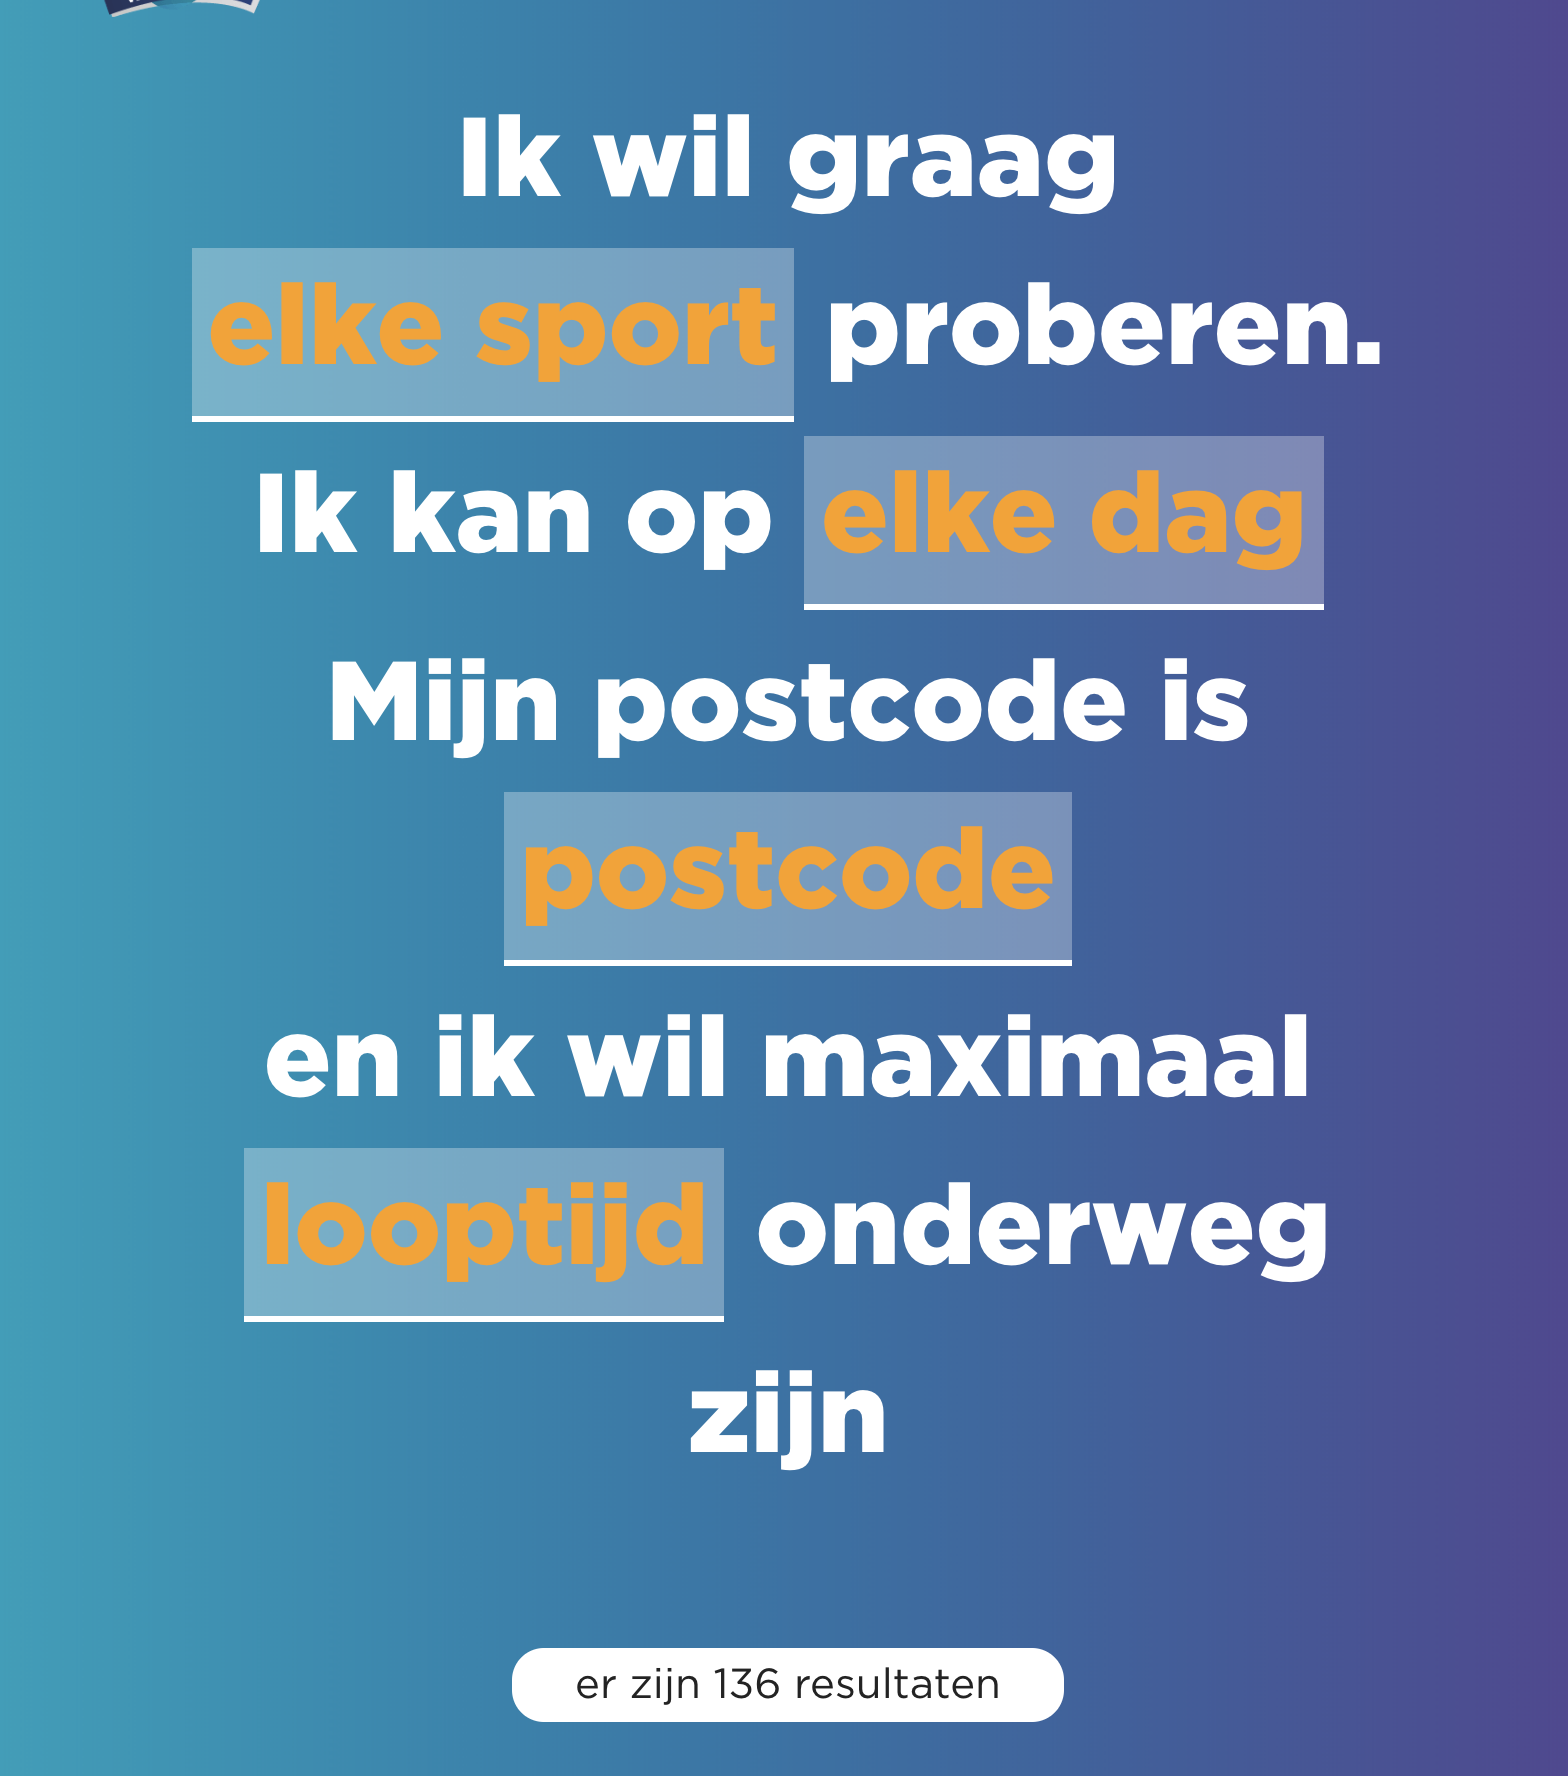 Ik wil graag
elke sport proberen.
Ik kan op elke dag
Mijn postcode is
postcode
en ik wil maximaal
looptijd onderweg
zijn
er zijn 136 resultaten